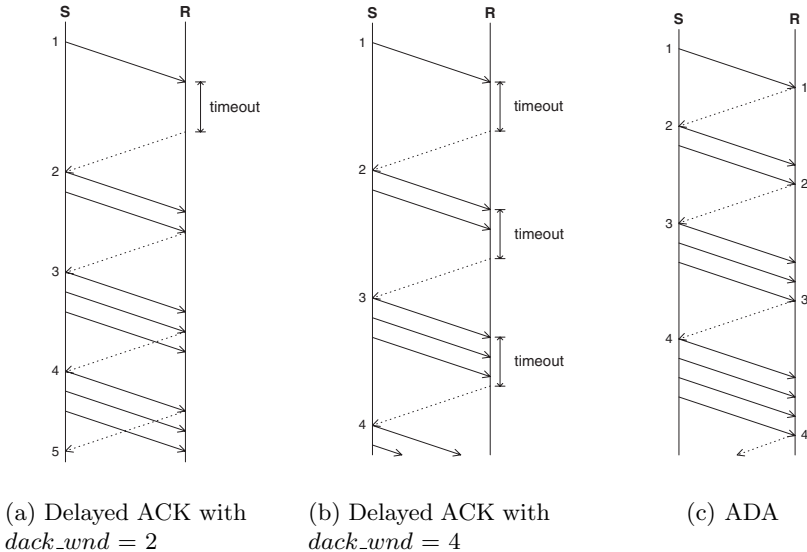 S R
1
timeout
2
3
4
5
(a) Delayed ACK with
dack_wnd = 2
S R
1
timeout
2
timeout
3
timeout
4
(b) Delayed ACK with
dack_wnd = 4
S R
1
1
2
2
3
3
4
4
(c) ADA